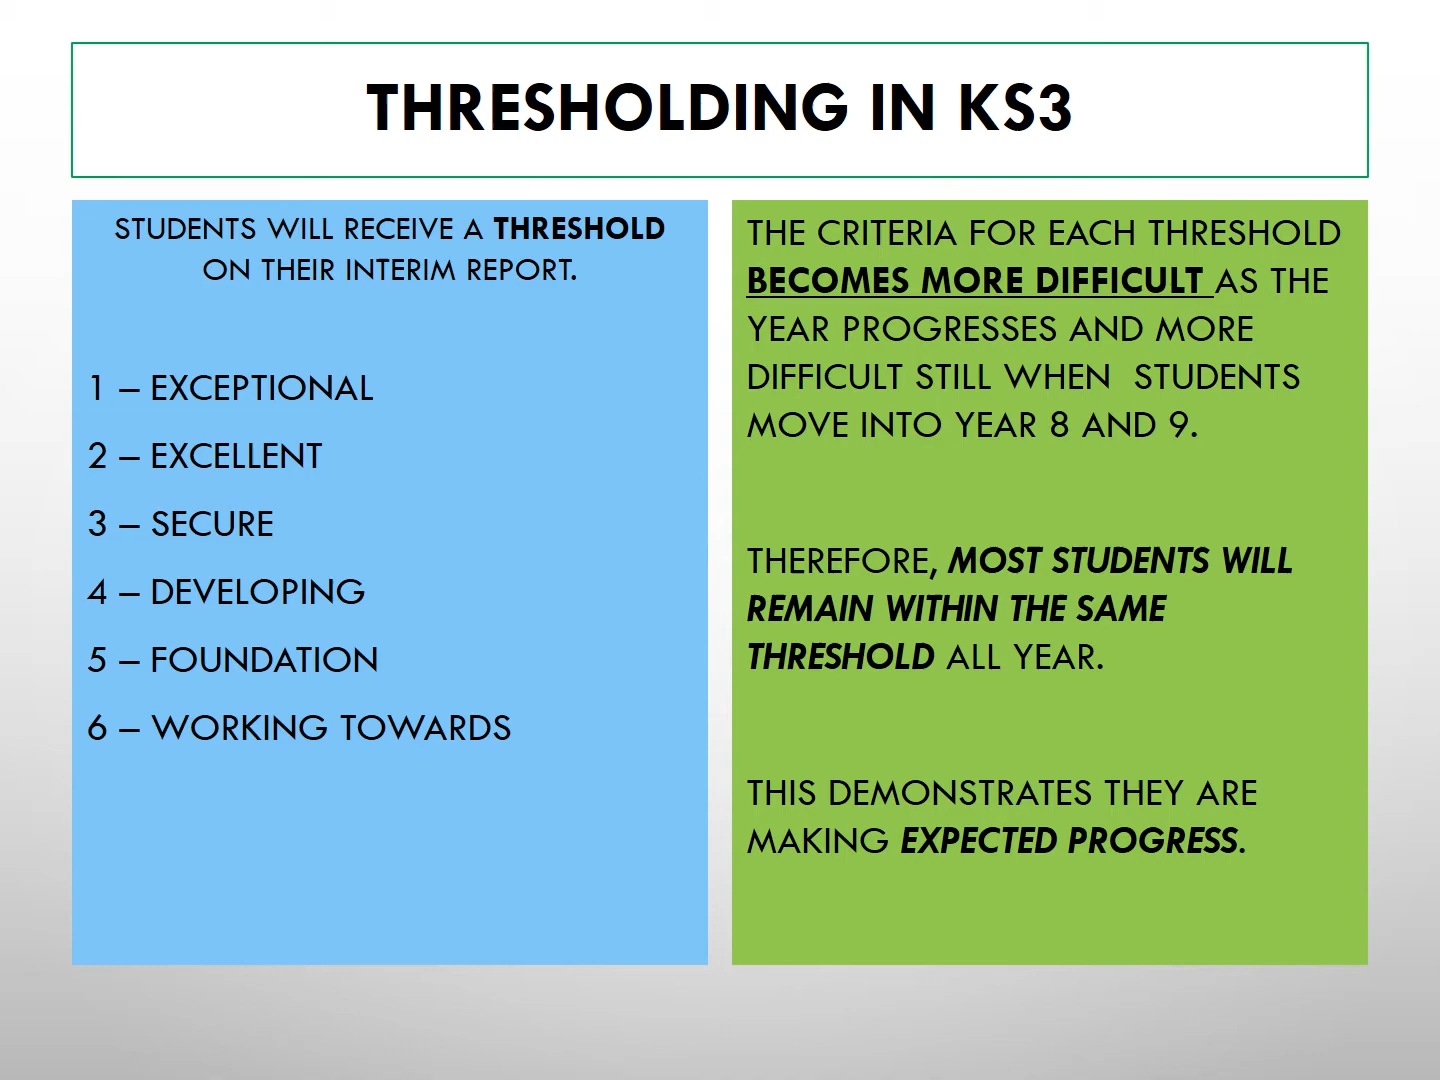 THRESHOLDING IN KS3
STUDENTS WILL RECEIVE A THRESHOLD
ON THEIR INTERIM REPORT.
1 – EXCEPTIONAL
2 – EXCELLENT
3 – SECURE
4 – DEVELOPING
5 – FOUNDATION
6 – WORKING TOWARDS
THE CRITERIA FOR EACH THRESHOLD
BECOMES MORE DIFFICULT AS THE
YEAR PROGRESSES AND MORE
DIFFICULT STILL WHEN  STUDENTS
MOVE INTO YEAR 8 AND 9.
THEREFORE, MOST STUDENTS WILL
REMAIN WITHIN THE SAME
THRESHOLD ALL YEAR.
THIS DEMONSTRATES THEY ARE
MAKING EXPECTED PROGRESS.